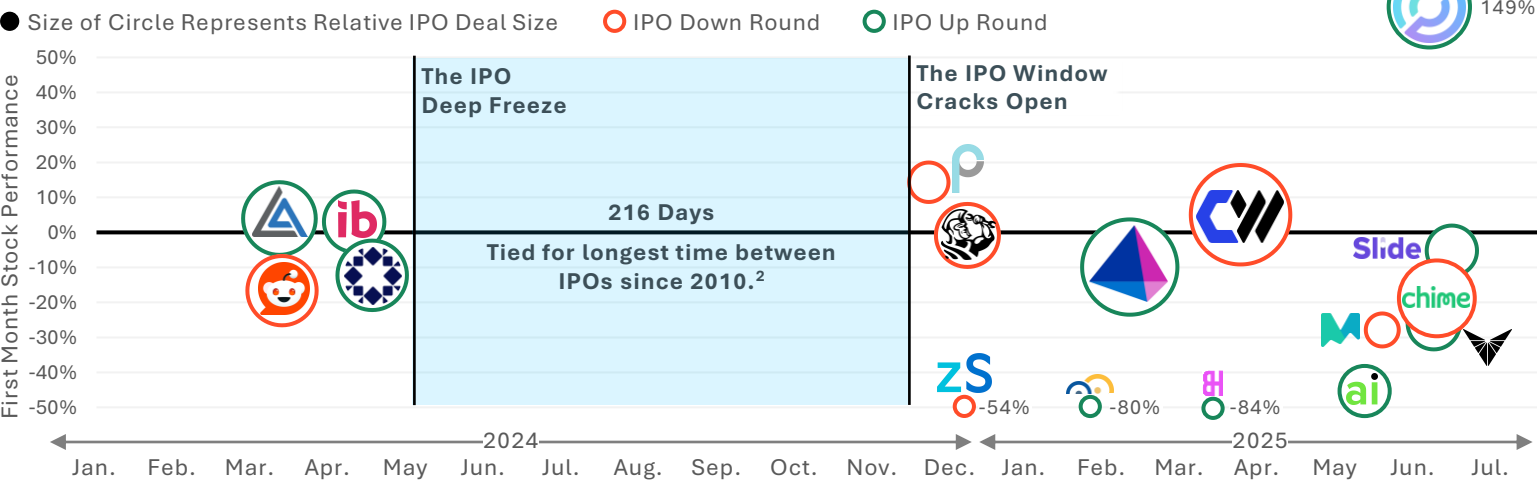 Size of Circle Represents Relative IPO Deal Size
IPO Down Round
IPO Up Round
149%
First Month Stock Performance
50%
40%
30%
20%
10%
0%
-10%
-20%
-30%
-40%
-50%
The IPO
Deep Freeze
The IPO Window
Cracks Open
216 Days
Tied for longest time between
IPOs since 2010.²
ib
p
CW
Slide
chime
ai
zS
-54%
-80%
-84%
2024
2025
Jan.
Feb.
Mar.
Apr.
May
Jun.
Jul.
Aug.
Sep.
Oct.
Nov.
Dec.
Jan.
Feb.
Mar.
Apr.
May
Jun.
Jul.